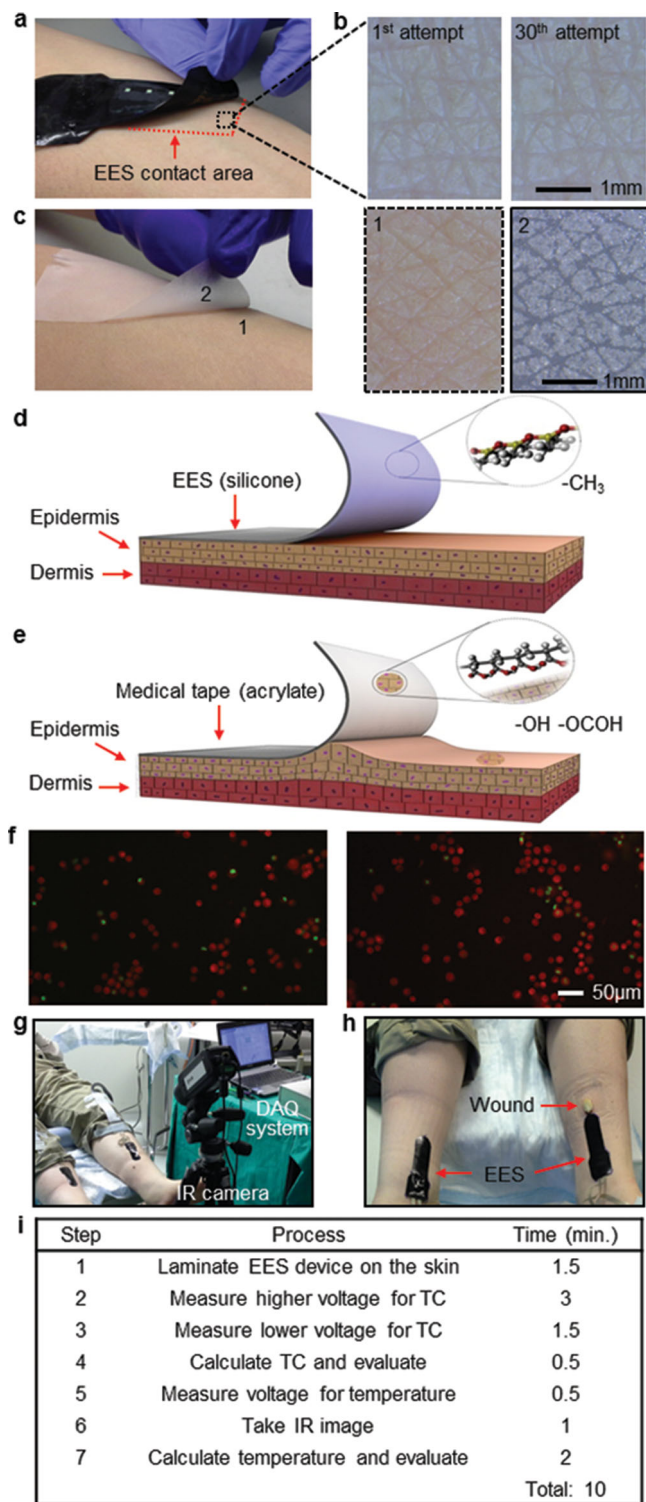 a
b
1st attempt
30th attempt
EES contact area
1mm
c
2
1
1
2
1mm
d
EES (silicone)
-CH3
Epidermis
Dermis
e
Medical tape (acrylate)
-OH -OCOH
Epidermis
Dermis
f
50µm
g
DAQ
system
IR camera
h
Wound
EES
i
Step Process Time (min.)
1 Laminate EES device on the skin 1.5
2 Measure higher voltage for TC 3
3 Measure lower voltage for TC 1.5
4 Calculate TC and evaluate 0.5
5 Measure voltage for temperature 0.5
6 Take IR image 1
7 Calculate temperature and evaluate 2
Total: 10